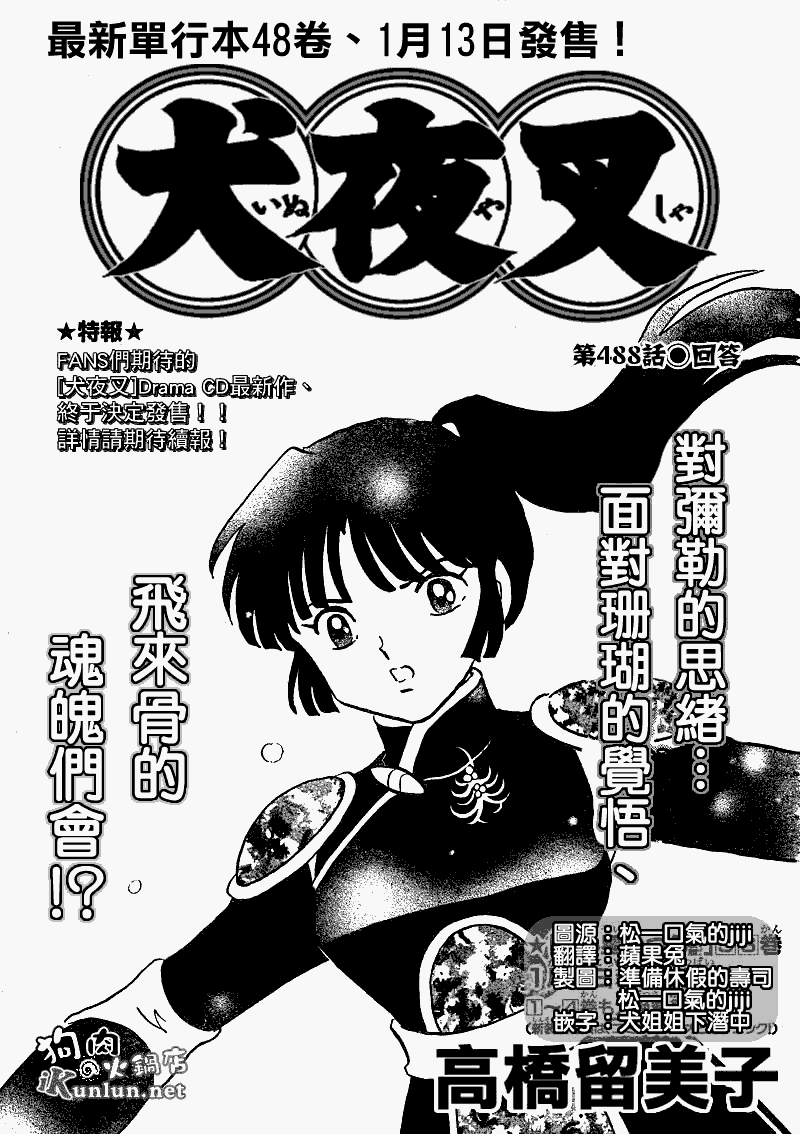 最新單行本48卷、1月13日發售！
犬夜叉
いぬ や しゃ
★特報★
FANS們期待的
[犬夜叉]Drama CD最新作、
終于決定發售！！
詳情請期待續報！
第488話●回答
對彌勒的思緒…
面對珊瑚的覺悟、
飛來骨的
魂魄們會!?
圖源：松一口氣的jiji
翻譯：蘋果兔
製圖：準備休假的壽司
松一口氣的jiji
嵌字：犬姐姐下潛中
高橋留美子
狗肉火鍋店
iKunlun.net